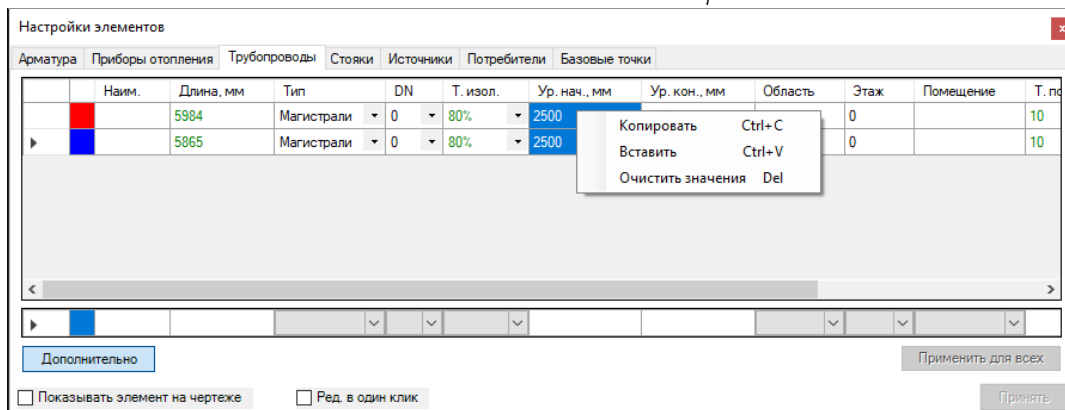 Настройки элементов
Арматура Приборы отопления Трубопроводы Стояки Источники Потребители Базовые точки
Наим. Длина, мм Тип DN Т. изол. Ур. нач., мм Ур. кон., мм Область Этаж Помещение
5984 Магистрали 0 80% 2500 0 10
5865 Магистрали 0 80% 2500 0 10
Копировать Ctrl+C
Вставить Ctrl+V
Очистить значения Del
Дополнительно Применить для всех
Показывать элемент на чертеже Ред. в один клик Принять